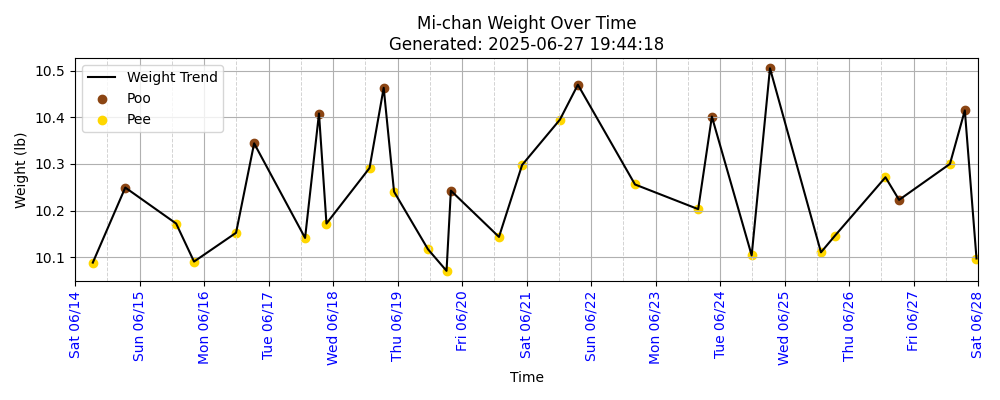 Mi-chan Weight Over Time
Generated: 2025-06-27 19:44:18
Weight (lb)
10.5
10.4
10.3
10.2
10.1
Weight Trend
Poo
Pee
Sat 06/14
Sun 06/15
Mon 06/16
Tue 06/17
Wed 06/18
Thu 06/19
Fri 06/20
Sat 06/21
Sun 06/22
Mon 06/23
Tue 06/24
Wed 06/25
Thu 06/26
Fri 06/27
Sat 06/28
Time